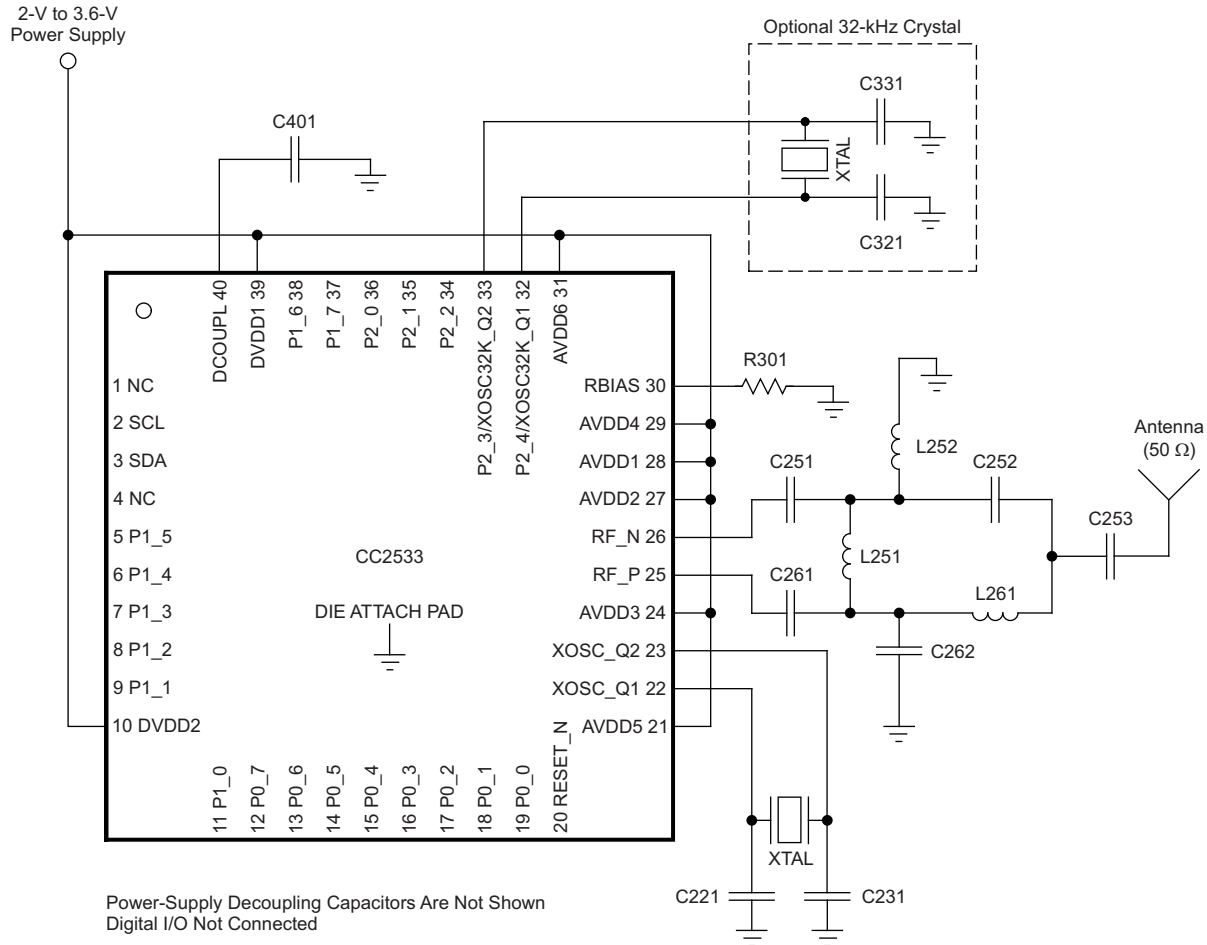 2-V to 3.6-V
Power Supply
Optional 32-kHz Crystal
C331
C401
XTAL
C321
DCOUPL 40
DVDD1 39
P1_6 38
P1_7 37
P2_0 36
P2_1 35
P2_2 34
P2_3/XOSC32K_Q2 33
P2_4/XOSC32K_Q1 32
AVDD6 31
1 NC
2 SCL
3 SDA
4 NC
5 P1_5
6 P1_4
7 P1_3
8 P1_2
9 P1_1
10 DVDD2
CC2533
DIE ATTACH PAD
RBIAS 30
AVDD4 29
AVDD1 28
AVDD2 27
RF_N 26
RF_P 25
AVDD3 24
XOSC_Q2 23
XOSC_Q1 22
AVDD5 21
11 P1_0
12 P0_7
13 P0_6
14 P0_5
15 P0_4
16 P0_3
17 P0_2
18 P0_1
19 P0_0
20 RESET_N
R301
L252
Antenna
(50 Ω)
C251
C252
C253
L251
C261
L261
C262
XTAL
C221
C231
Power-Supply Decoupling Capacitors Are Not Shown
Digital I/O Not Connected